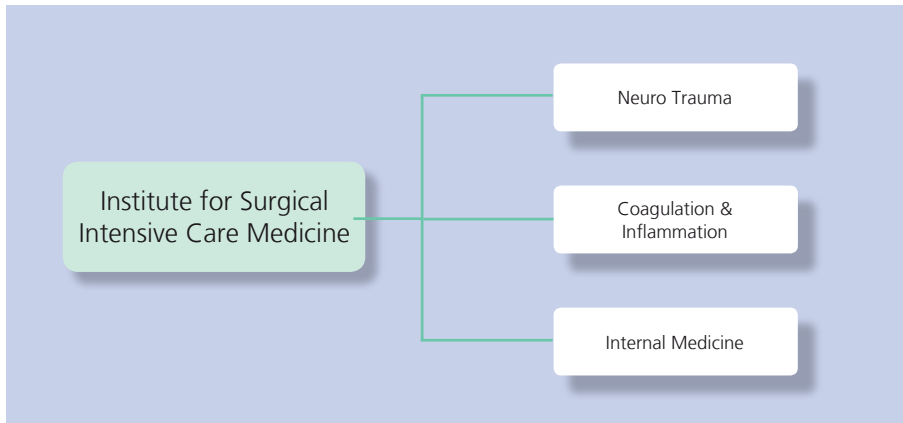 Institute for Surgical
Intensive Care Medicine
Neuro Trauma
Coagulation &
Inflammation
Internal Medicine